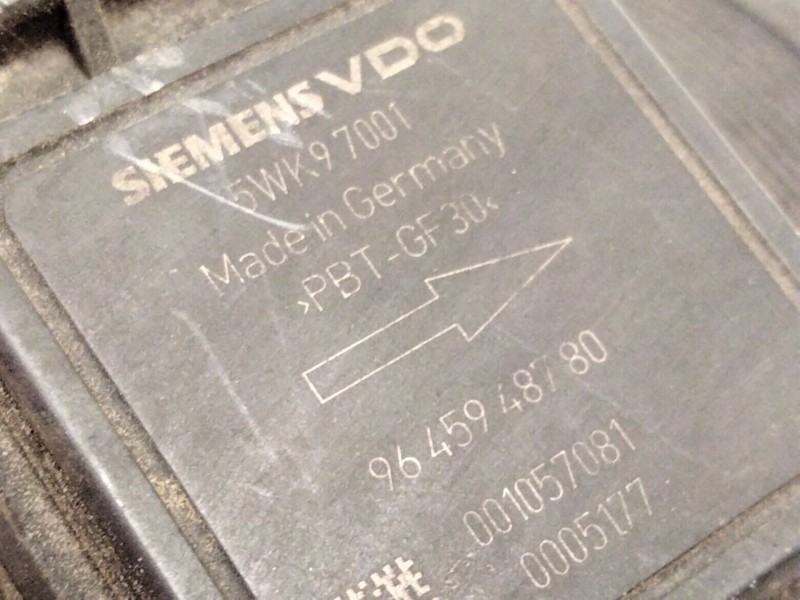 SIEMENS VDO
5WK9 7001
Made in Germany
>PBT-GF30<
96 459 487 80
001057081
0005177